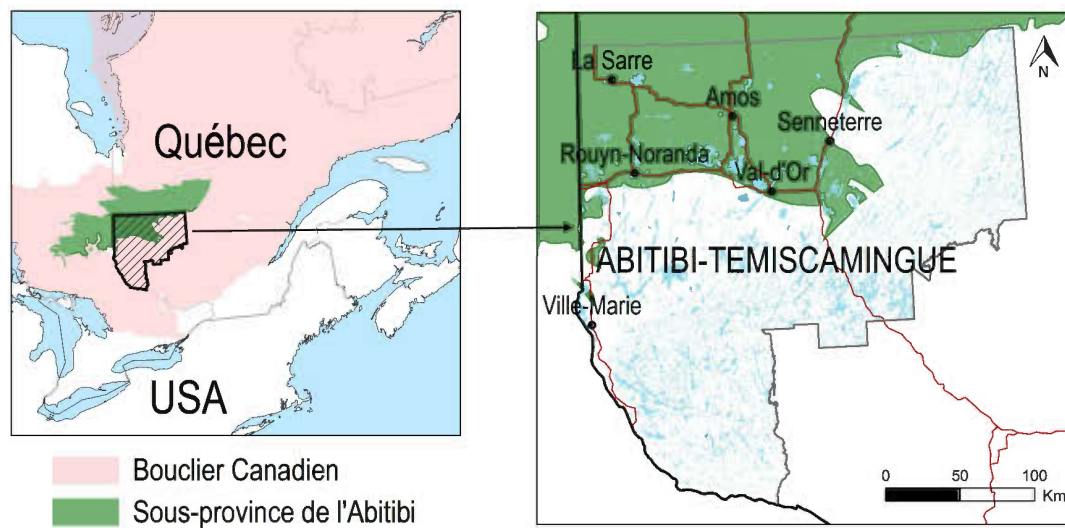 Québec
USA
Bouclier Canadien
Sous-province de l'Abitibi
N
La Sarre
Amos
Senneterre
Rouyn-Noranda
Val-d'Or
ABITIBI-TEMISCAMINGUE
Ville-Marie
0 50 100
Km